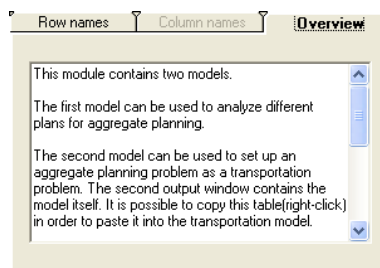 Row names Column names Overview
This module contains two models.
The first model can be used to analyze different
plans for aggregate planning.
The second model can be used to set up an
aggregate planning problem as a transportation
problem. The second output window contains the
model itself. It is possible to copy this table(right-click)
in order to paste it into the transportation model.